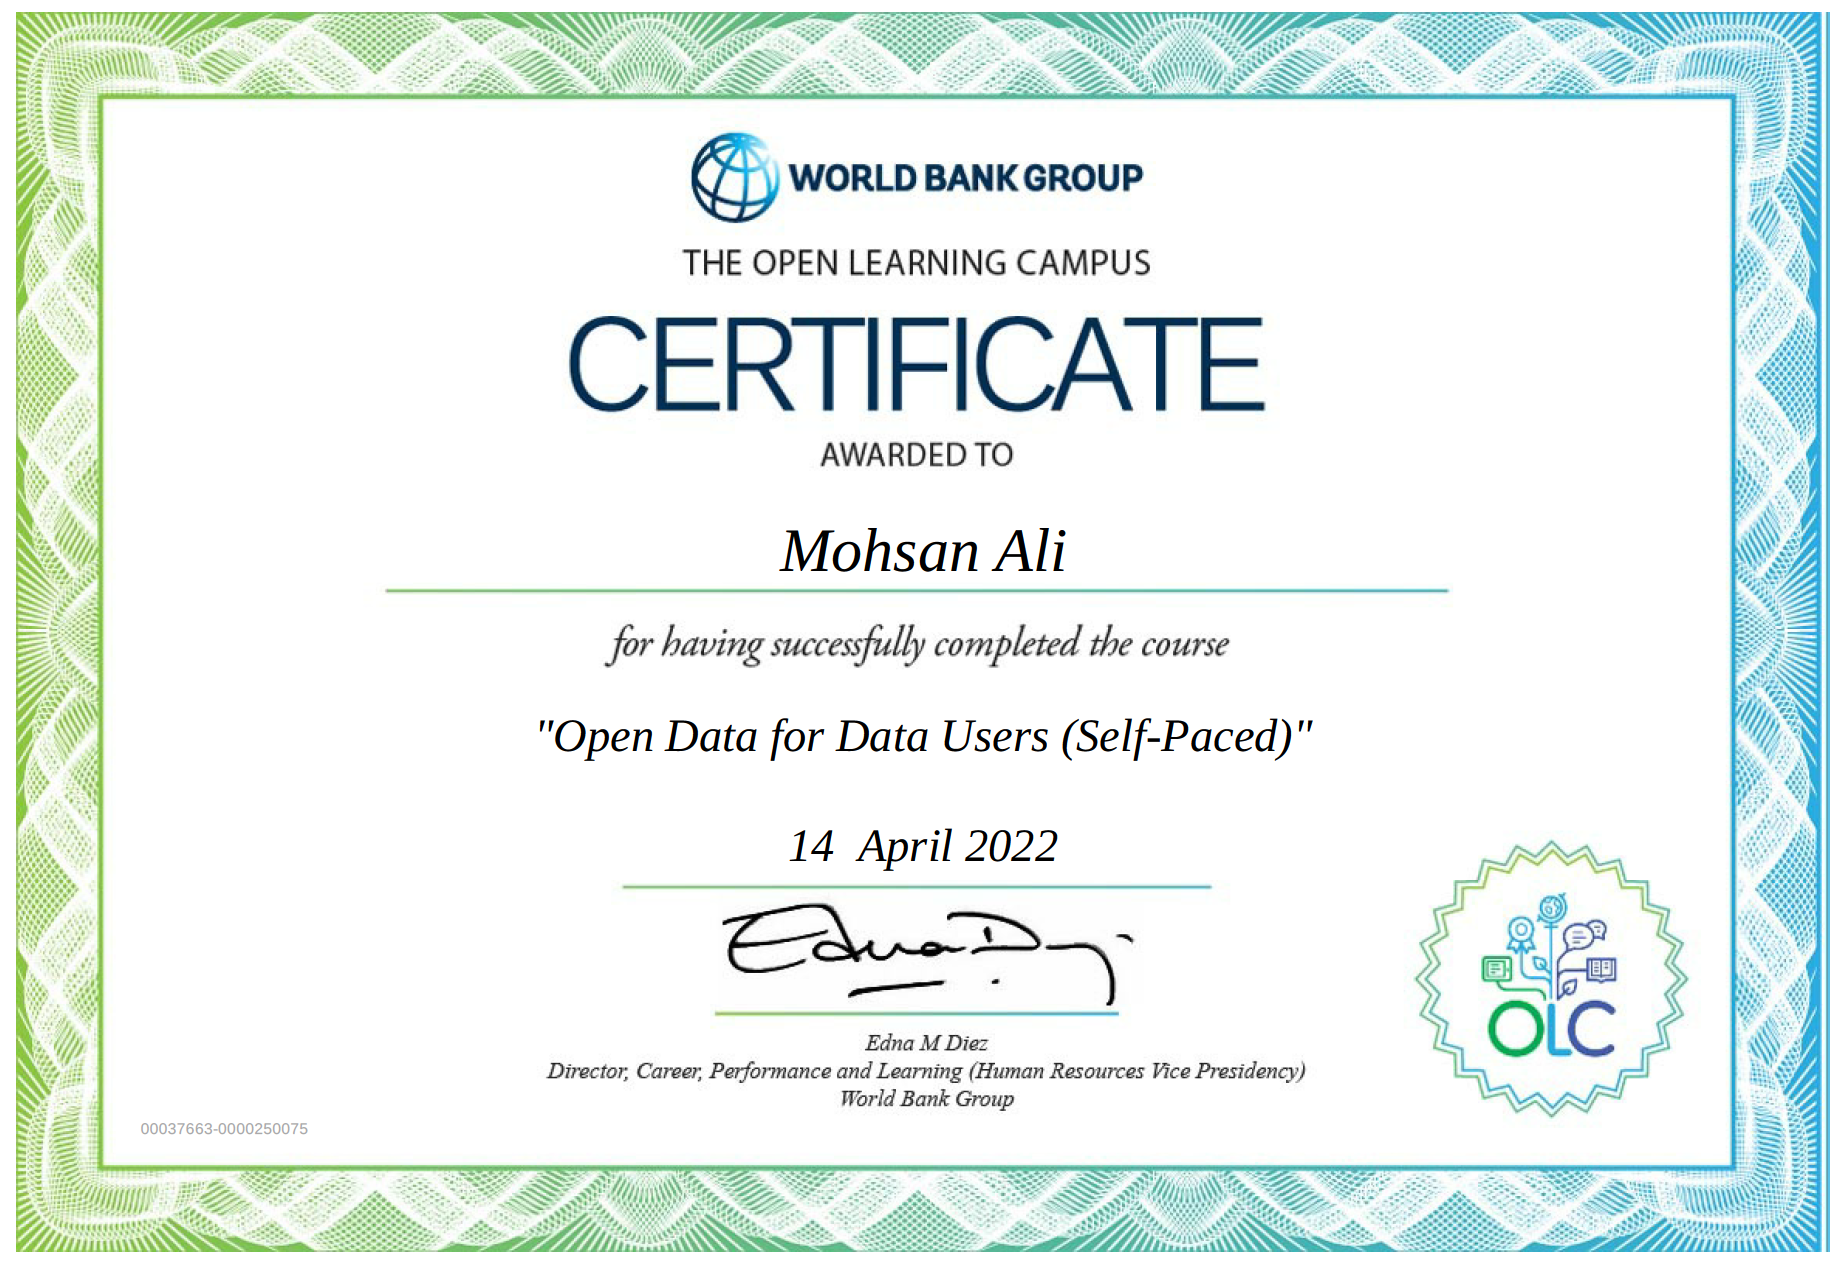 WORLD BANK GROUP
THE OPEN LEARNING CAMPUS
CERTIFICATE
AWARDED TO
Mohsan Ali
for having successfully completed the course
"Open Data for Data Users (Self-Paced)"
14  April 2022
Edna M Diez
Director, Career, Performance and Learning (Human Resources Vice Presidency)
World Bank Group
OLC
00037663-0000250075